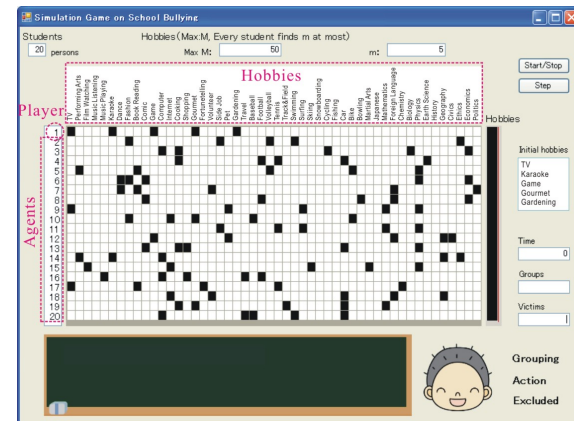 Simulation Game on School Bullying
Students
Hobbies(Max:M, Every student finds m at most)
20 persons
Max M: 50
m: 5
Start/Stop
Step
Hobbies
Player
Agents
TV
Performing Arts
Film Watching
Music Listening
Music Playing
Karaoke
Dance
Fashion
Book Reading
Comic
Game
Computer
Internet
Cooking
Shopping
Gourmet
Fortunetelling
Volunteer
Side Job
Pet
Gardening
Travel
Baseball
Football
Volleyball
Tennis
Track&Field
Swimming
Surfing
Skiing
Snowboarding
Cycling
Fishing
Car
Bike
Bowling
Martial Arts
Japanese
Mathematics
Foreign Language
Chemistry
Biology
Physics
Earth Science
History
Geography
Civics
Ethics
Economics
Politics
Hobbies
1
2
3
4
5
6
7
8
9
10
11
12
13
14
15
16
17
18
19
20
Initial hobbies
TV
Karaoke
Game
Gourmet
Gardening
Time
0
Groups
Victims
Grouping
Action
Excluded